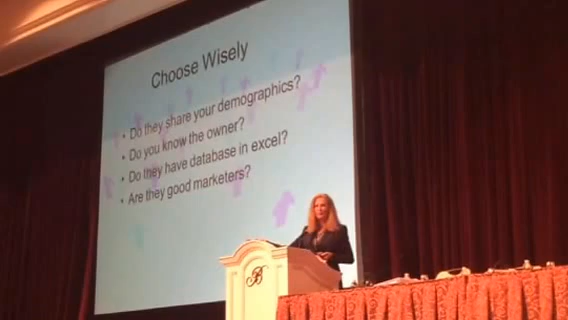 Choose Wisely
• Do they share your demographics?
• Do you know the owner?
• Do they have database in excel?
• Are they good marketers?
B